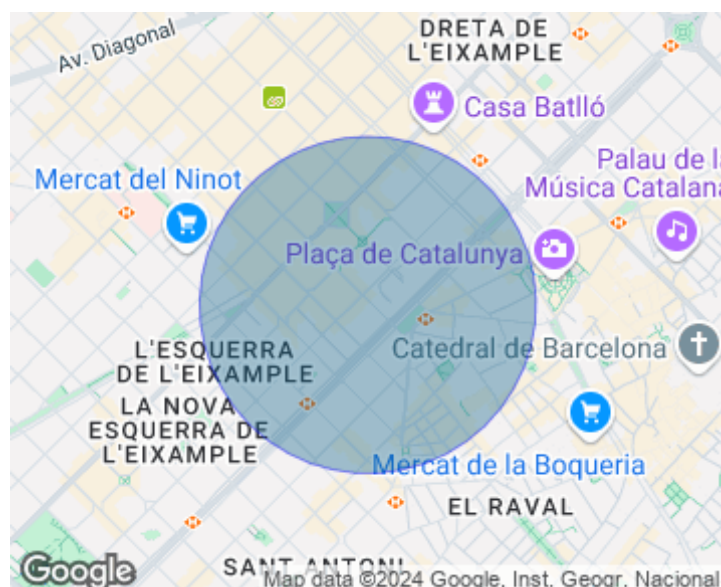 DRETA DE
L'EIXAMPLE
Av. Diagonal
Casa Batlló
Mercat del Ninot
Palau de la
Música Catalana
Plaça de Catalunya
L'ESQUERRA
DE L'EIXAMPLE
Catedral de Barcelona
LA NOVA
ESQUERRA DE
L'EIXAMPLE
Mercat de la Boqueria
EL RAVAL
SANT ANTONI
Google
Map data ©2024 Google, Inst. Geogr. Nacional